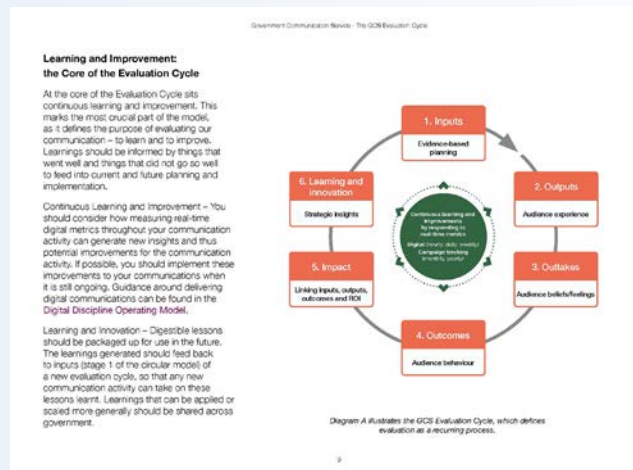 Government Communication Service - The GCS Evaluation Cycle
Learning and Improvement:
the Core of the Evaluation Cycle
At the core of the Evaluation Cycle sits
continuous learning and improvement. This
marks the most crucial part of the model,
as it defines the purpose of evaluating our
communication – to learn and to improve.
Learnings should be informed by things that
went well and things that did not go so well
to feed into current and future planning and
implementation.
Continuous Learning and Improvement – You
should consider how measuring real-time
digital metrics throughout your communication
activity can generate new insights and thus
potential improvements for the communication
activity. If possible, you should implement these
improvements to your communications when
it is still ongoing. Guidance around delivering
digital communications can be found in the
Digital Discipline Operating Model.
Learning and Innovation – Digestible lessons
should be packaged up for use in the future.
The learnings generated should feed back
to inputs (stage 1 of the circular model) of
a new evaluation cycle, so that any new
communication activity can take on these
lessons learnt. Learnings that can be applied or
scaled more generally should be shared across
government.
1. Inputs
Evidence-based
planning
2. Outputs
Audience experience
3. Outtakes
Audience beliefs/feelings
4. Outcomes
Audience behaviour
5. Impact
Linking inputs, outputs,
outcomes and ROI
6. Learning and
innovation
Strategic insights
Continuous learning and
improvements
by responding to
real-time metrics
Digital (hourly, daily, weekly)
Campaign tracking
(monthly, yearly)
Diagram A illustrates the GCS Evaluation Cycle, which defines
evaluation as a recurring process.